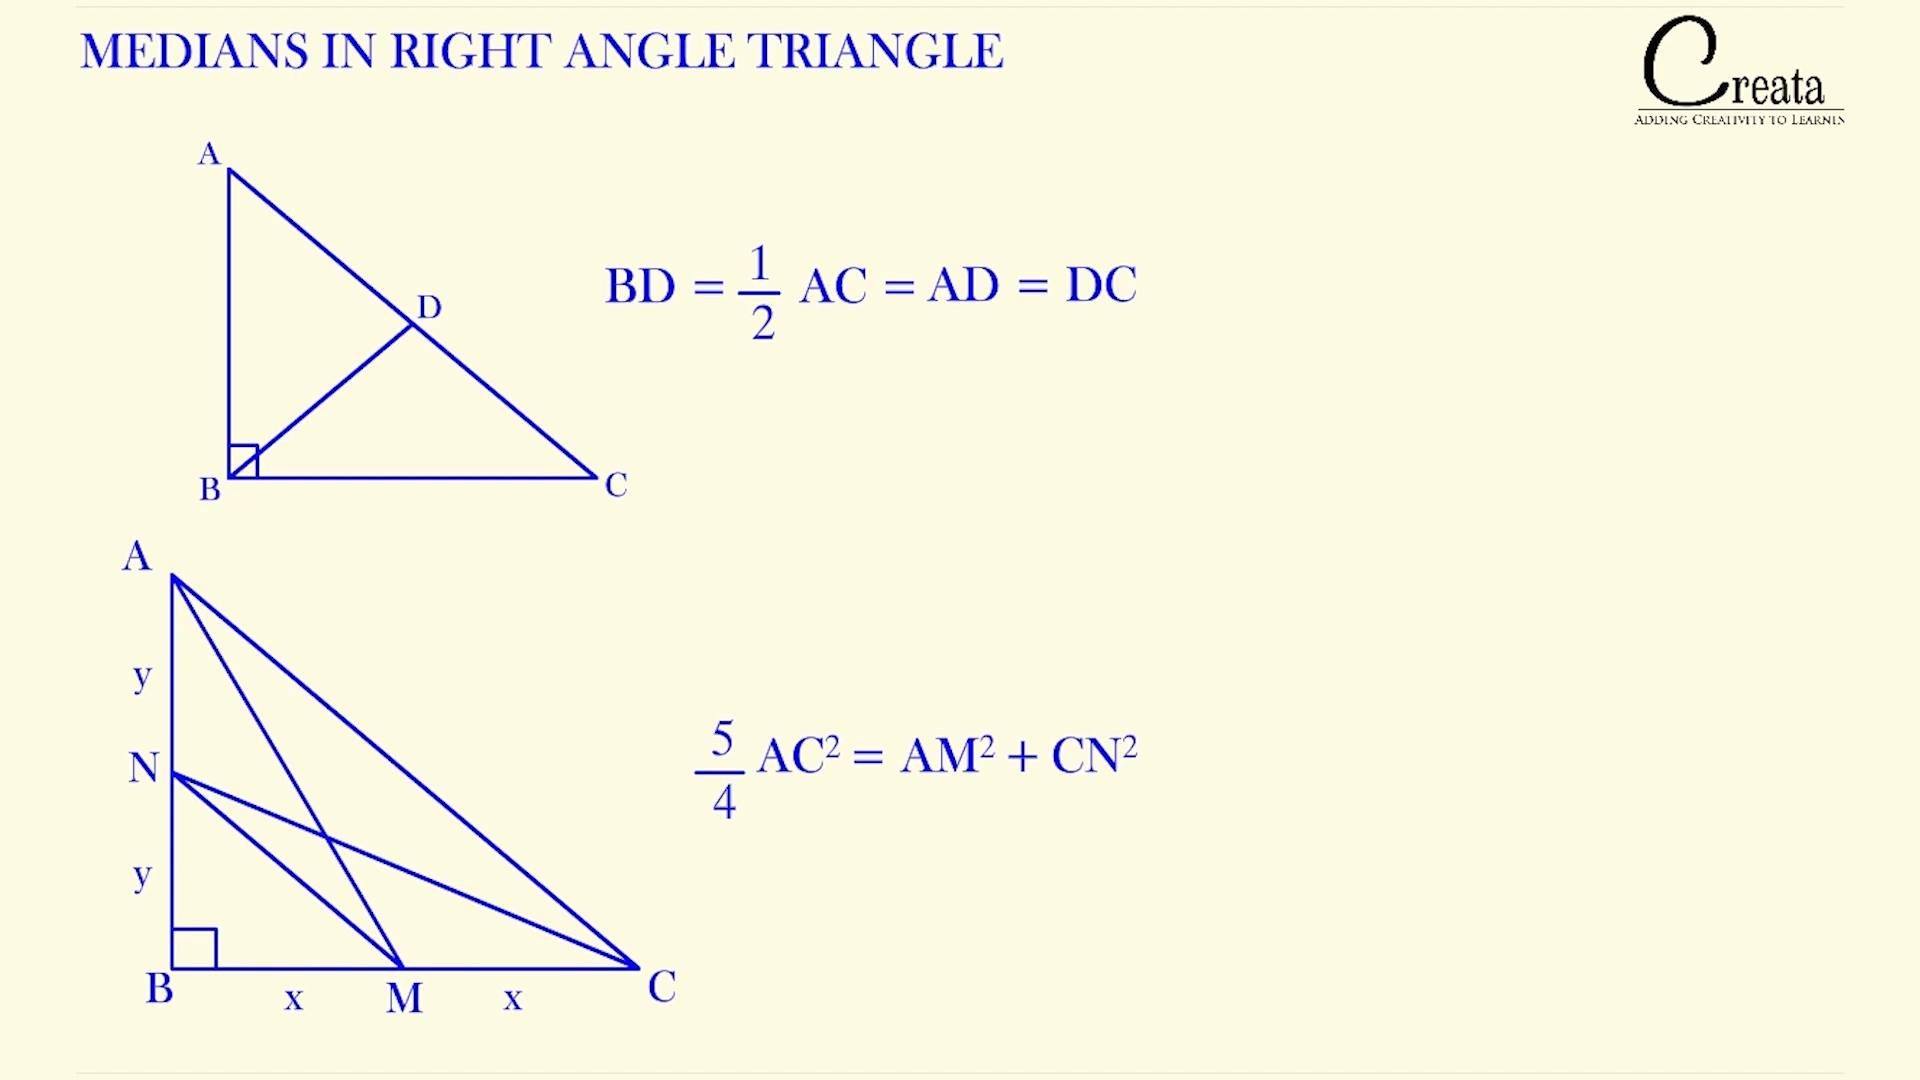 MEDIANS IN RIGHT ANGLE TRIANGLE
Creata
ADDING CREATIVITY TO LEARNIN
A
D
B
C
BD = 1/2 AC = AD = DC
A
y
N
y
B
x
M
x
C
5/4 AC² = AM² + CN²